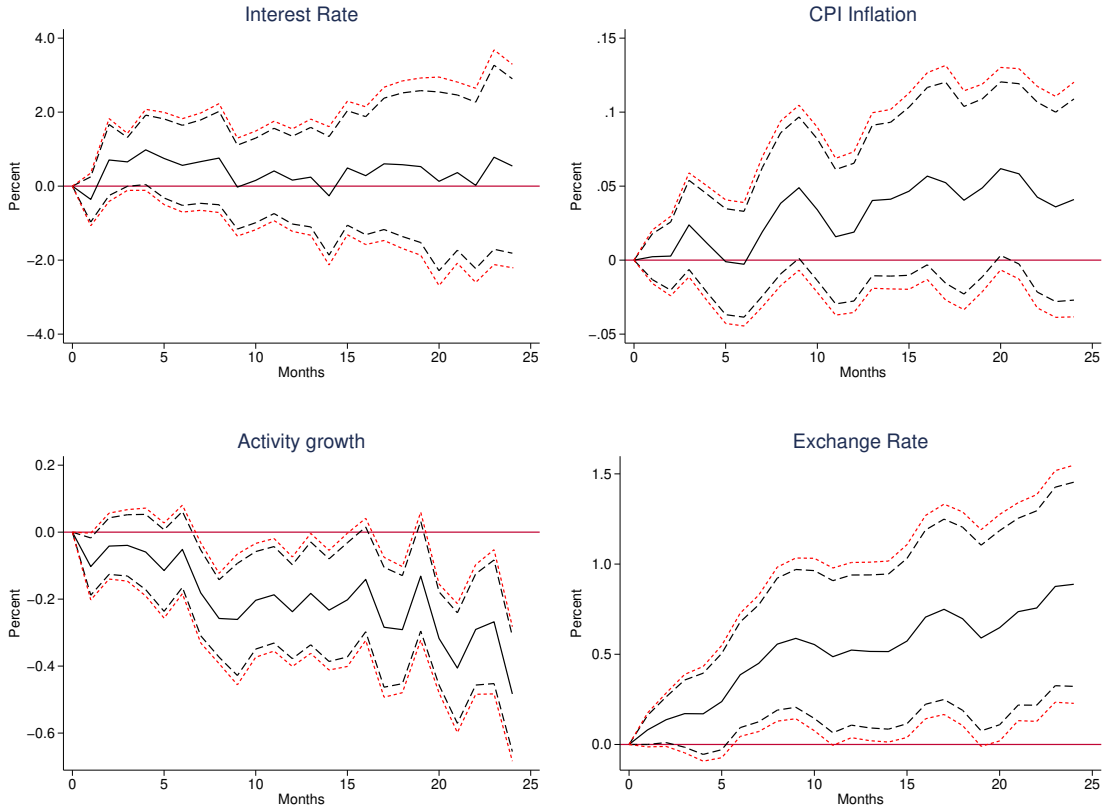 Interest Rate
Percent
4.0
2.0
0.0
−2.0
−4.0
0 5 10 15 20 25
Months
CPI Inflation
Percent
.15
.1
.05
0
−.05
0 5 10 15 20 25
Months
Activity growth
Percent
0.2
0.0
−0.2
−0.4
−0.6
0 5 10 15 20 25
Months
Exchange Rate
Percent
1.5
1.0
0.5
0.0
0 5 10 15 20 25
Months